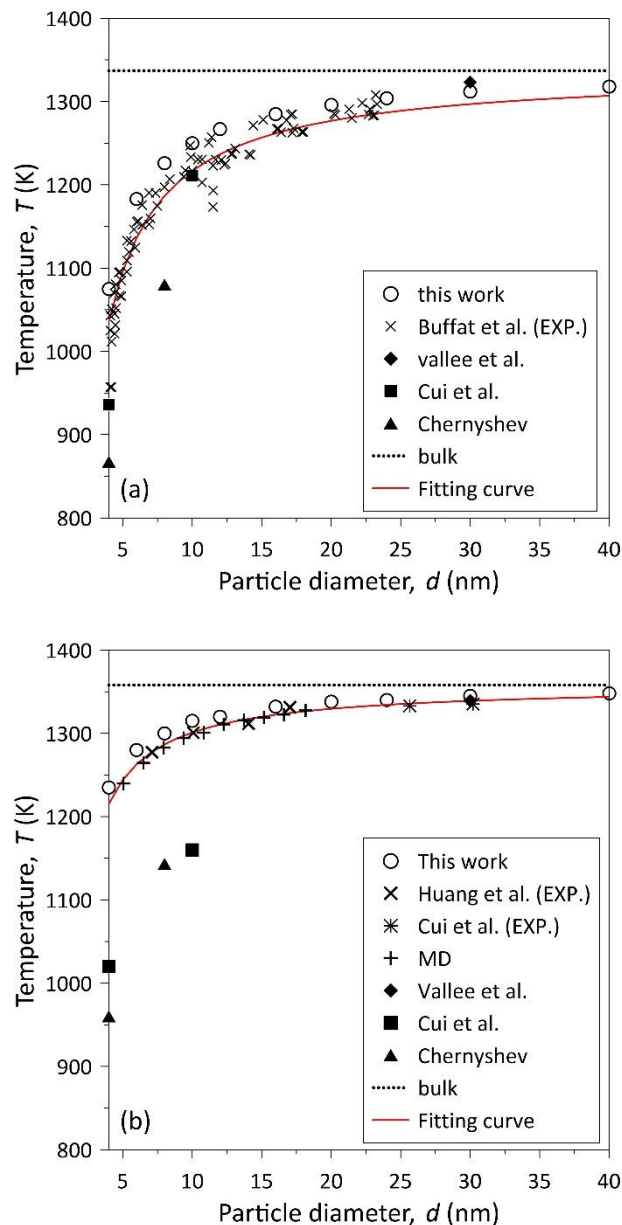 1400
1300
1200
1100
1000
900
800
Temperature, T (K)
this work
Buffat et al. (EXP.)
vallee et al.
Cui et al.
Chernyshev
bulk
Fitting curve
(a)
5 10 15 20 25 30 35 40
Particle diameter, d (nm)
1400
1300
1200
1100
1000
900
800
Temperature, T (K)
This work
Huang et al. (EXP.)
Cui et al. (EXP.)
MD
Vallee et al.
Cui et al.
Chernyshev
bulk
Fitting curve
(b)
5 10 15 20 25 30 35 40
Particle diameter, d (nm)